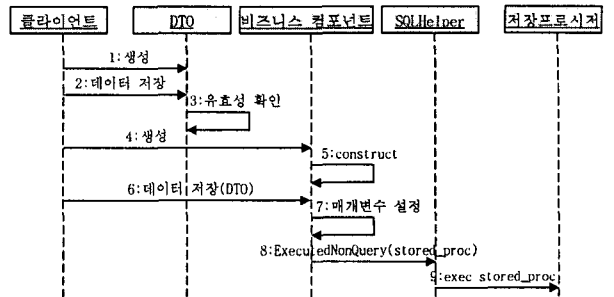 클라이언트
DTO
비즈니스 컴포넌트
SQLHelper
저장프로시저
1:생성
2:데이터 저장
3:유효성 확인
4:생성
5:construct
6:데이터 저장(DTO)
7:매개변수 설정
8:ExecutedNonQuery(stored_proc)
9:exec stored_proc